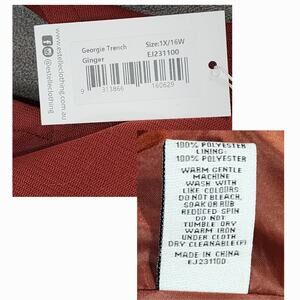 Georgie Trench
Ginger
Size:1X/16W
EJ231100
9 313866 160629
@estelleclothing
estelleclothing.com.au
100% POLYESTER
LINING:
100% POLYESTER
WARM GENTLE
MACHINE
WASH WITH
LIKE COLOURS
DO NOT BLEACH,
SOAK OR RUB
REDUCED SPIN
DO NOT
TUMBLE DRY
WARM IRON
UNDER CLOTH
DRY CLEANABLE(P)
MADE IN CHINA
EJ231100